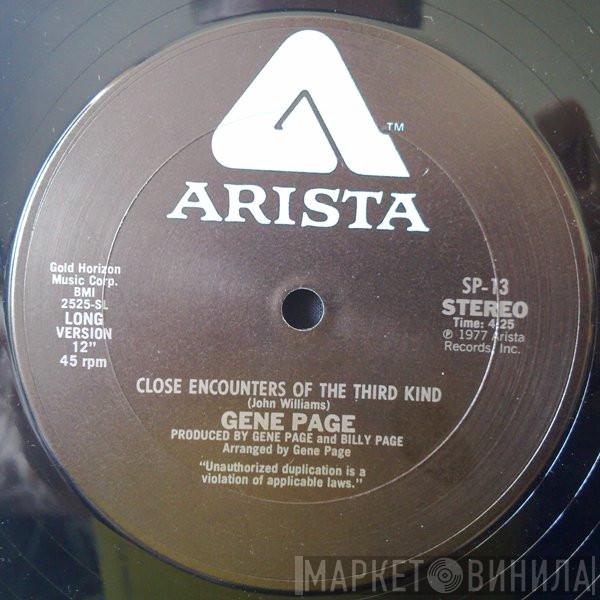 TM
ARISTA
Gold Horizon
Music Corp.
BMI
2525-SL
LONG
VERSION
12"
45 rpm
SP-13
STEREO
Time: 4:25
℗ 1977 Arista
Records, Inc.
CLOSE ENCOUNTERS OF THE THIRD KIND
(John Williams)
GENE PAGE
PRODUCED BY GENE PAGE and BILLY PAGE
Arranged by Gene Page
"Unauthorized duplication is a
violation of applicable laws."
МАРКЕТ ВИНИЛА